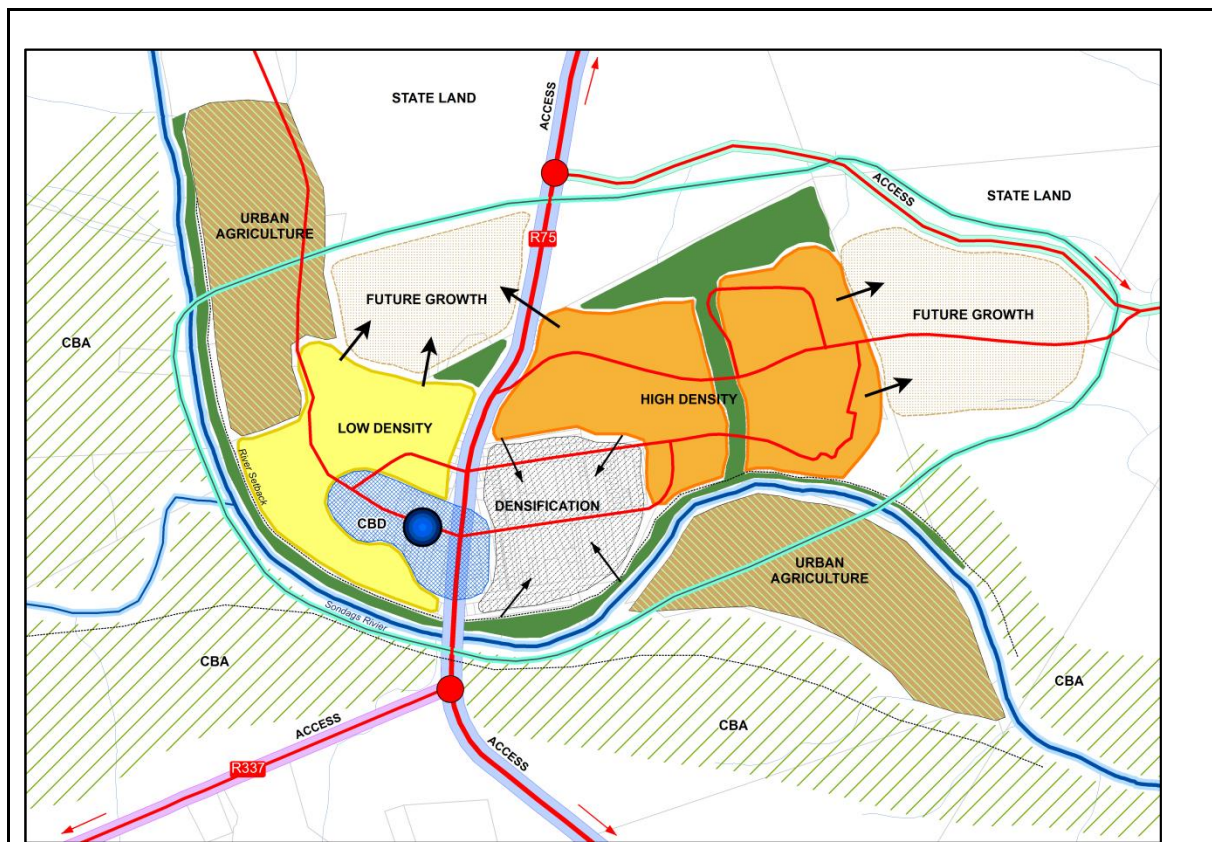 STATE LAND
ACCESS
ACCESS
STATE LAND
URBAN
AGRICULTURE
R75
FUTURE GROWTH
FUTURE GROWTH
CBA
HIGH DENSITY
LOW DENSITY
River Setback
DENSIFICATION
CBD
URBAN
AGRICULTURE
Sondags Rivier
CBA
CBA
CBA
ACCESS
ACCESS
R337